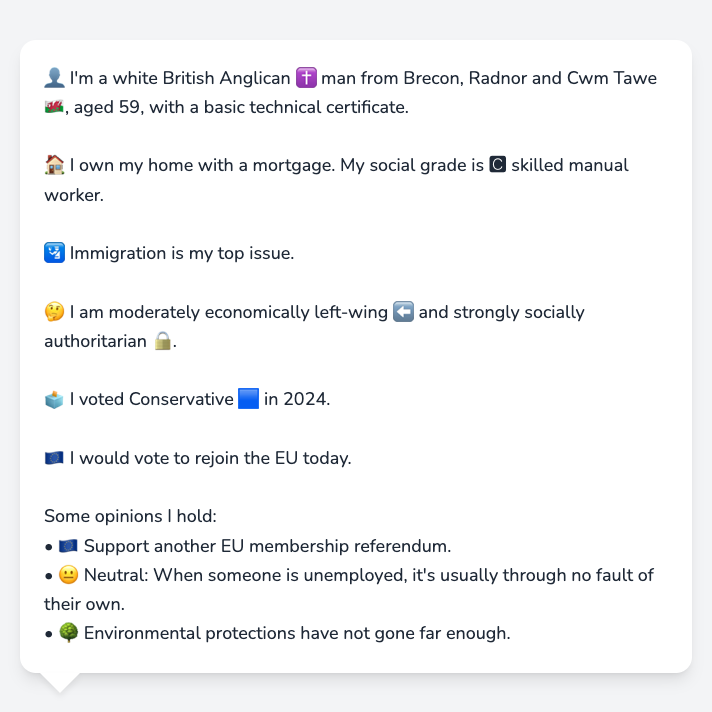 👤 I'm a white British Anglican ✝️ man from Brecon, Radnor and Cwm Tawe
🏴󠁧󠁢󠁷󠁬󠁳󠁿, aged 59, with a basic technical certificate.
🏠 I own my home with a mortgage. My social grade is 🅲 skilled manual
worker.
🛂 Immigration is my top issue.
🤔 I am moderately economically left-wing ⬅️ and strongly socially
authoritarian 🔒.
🗳️ I voted Conservative 🟦 in 2024.
🇪🇺 I would vote to rejoin the EU today.
Some opinions I hold:
• 🇪🇺 Support another EU membership referendum.
• 😐 Neutral: When someone is unemployed, it's usually through no fault of
their own.
• 🌳 Environmental protections have not gone far enough.